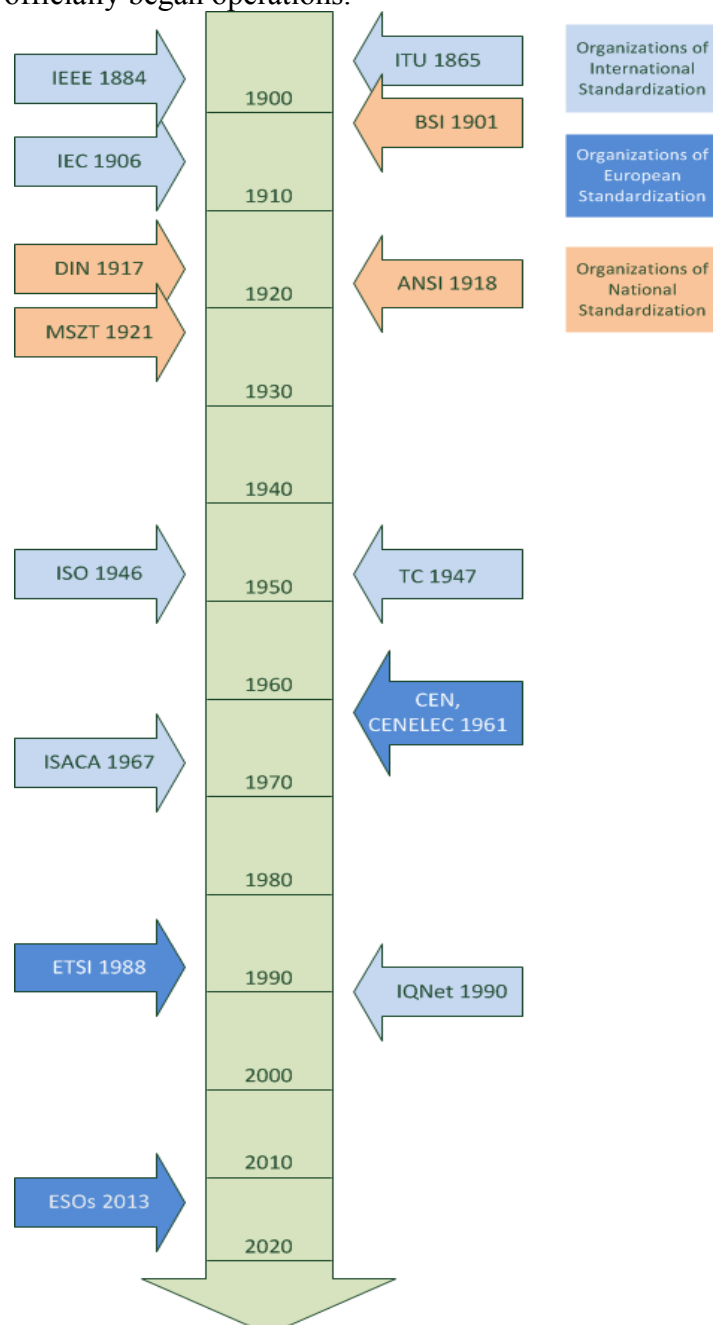 officially began operations.
IEEE 1884
ITU 1865
Organizations of
International
Standardization
1900
BSI 1901
IEC 1906
Organizations of
European
Standardization
1910
DIN 1917
ANSI 1918
Organizations of
National
Standardization
1920
MSZT 1921
1930
1940
ISO 1946
TC 1947
1950
1960
CEN,
CENELEC 1961
ISACA 1967
1970
1980
ETSI 1988
1990
IQNet 1990
2000
2010
ESOs 2013
2020